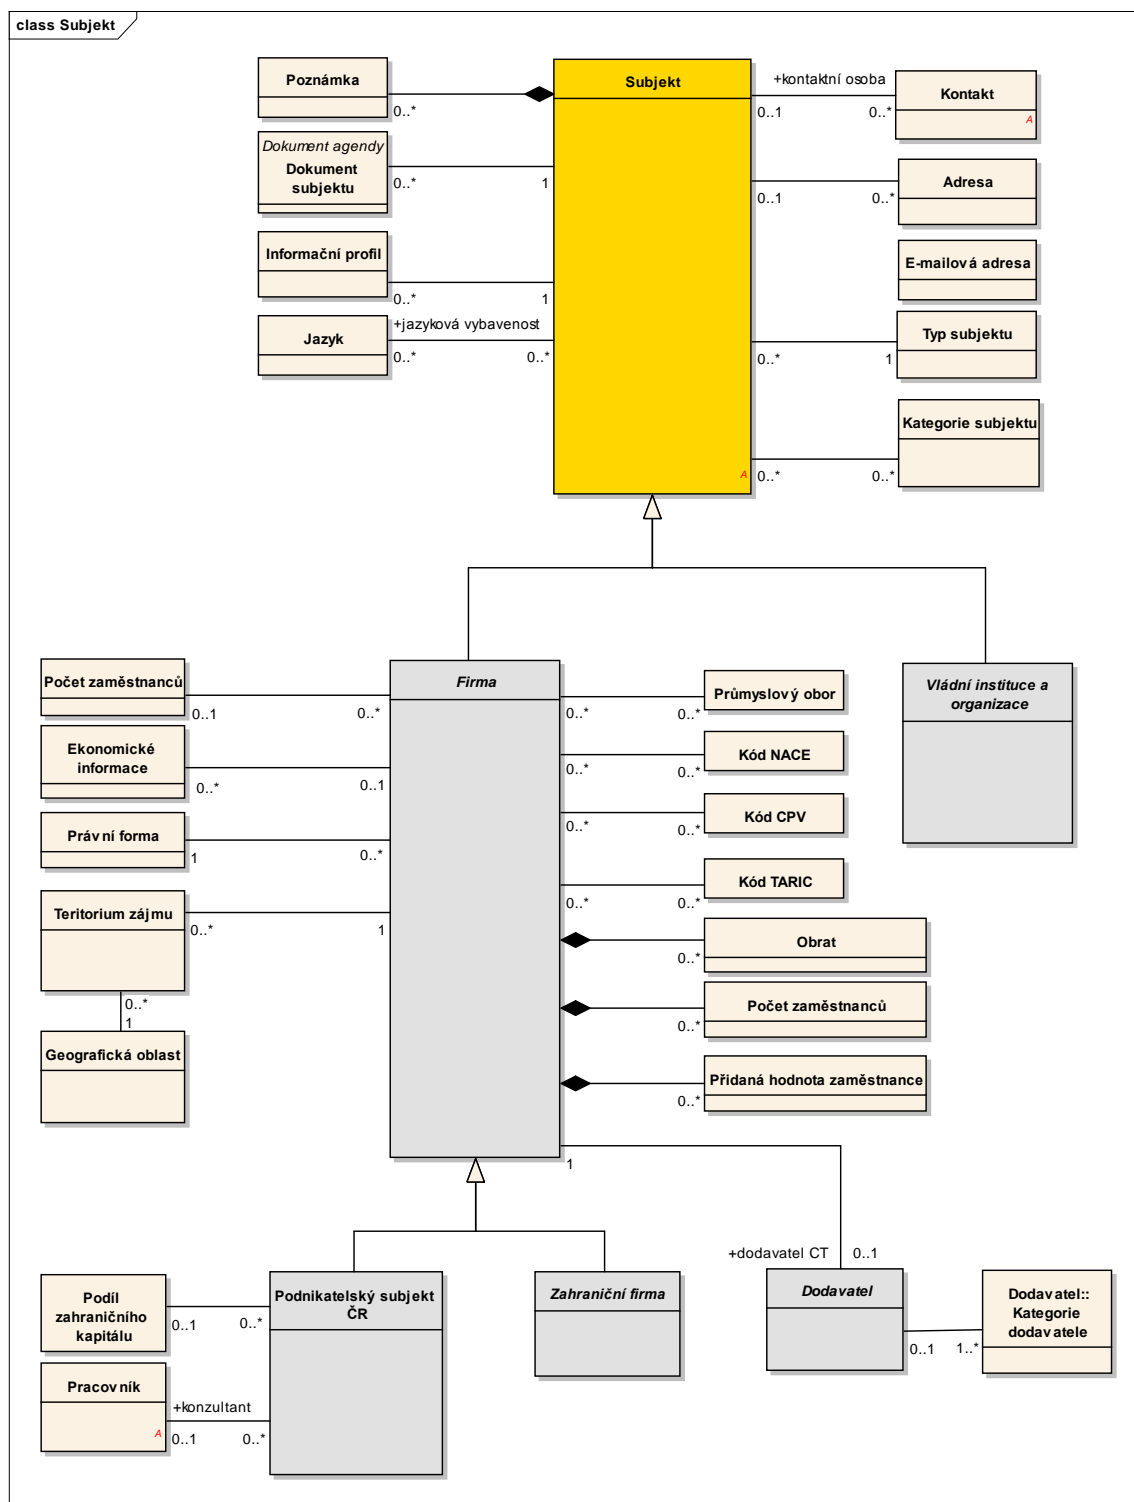 class Subjekt
Poznámka
0..*
Subjekt
A
+kontaktní osoba
0..1
0..*
Kontakt
A
Dokument agendy
Dokument
subjektu
0..*
1
0..1
0..*
Adresa
Informační profil
0..*
1
E-mailová adresa
Jazyk
+jazyková vybavenost
0..*
0..*
0..*
1
Typ subjektu
0..*
0..*
Kategorie subjektu
Počet zaměstnanců
0..1
0..*
Firma
0..*
0..*
Průmyslový obor
Vládní instituce a
organizace
Ekonomické
informace
0..*
0..1
0..*
0..*
Kód NACE
Právní forma
1
0..*
0..*
0..*
Kód CPV
Teritorium zájmu
0..*
1
0..*
0..*
Kód TARIC
0..*
Obrat
0..*
1
Geografická oblast
0..*
Počet zaměstnanců
0..*
Přidaná hodnota zaměstnance
1
+dodavatel CT
0..1
Podíl
zahraničního
kapitálu
0..1
0..*
Podnikatelský subjekt
ČR
Zahraniční firma
Dodavatel
0..1
1..*
Dodavatel::
Kategorie
dodavatele
Pracovník
A
+konzultant
0..1
0..*